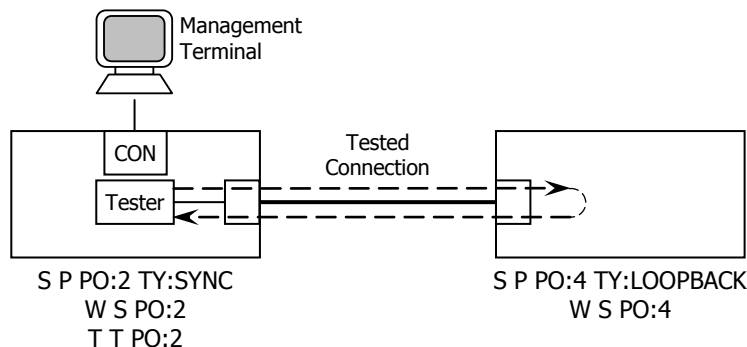 Management
Terminal
CON
Tester
Tested
Connection
S P PO:2 TY:SYNC
W S PO:2
T T PO:2
S P PO:4 TY:LOOPBACK
W S PO:4